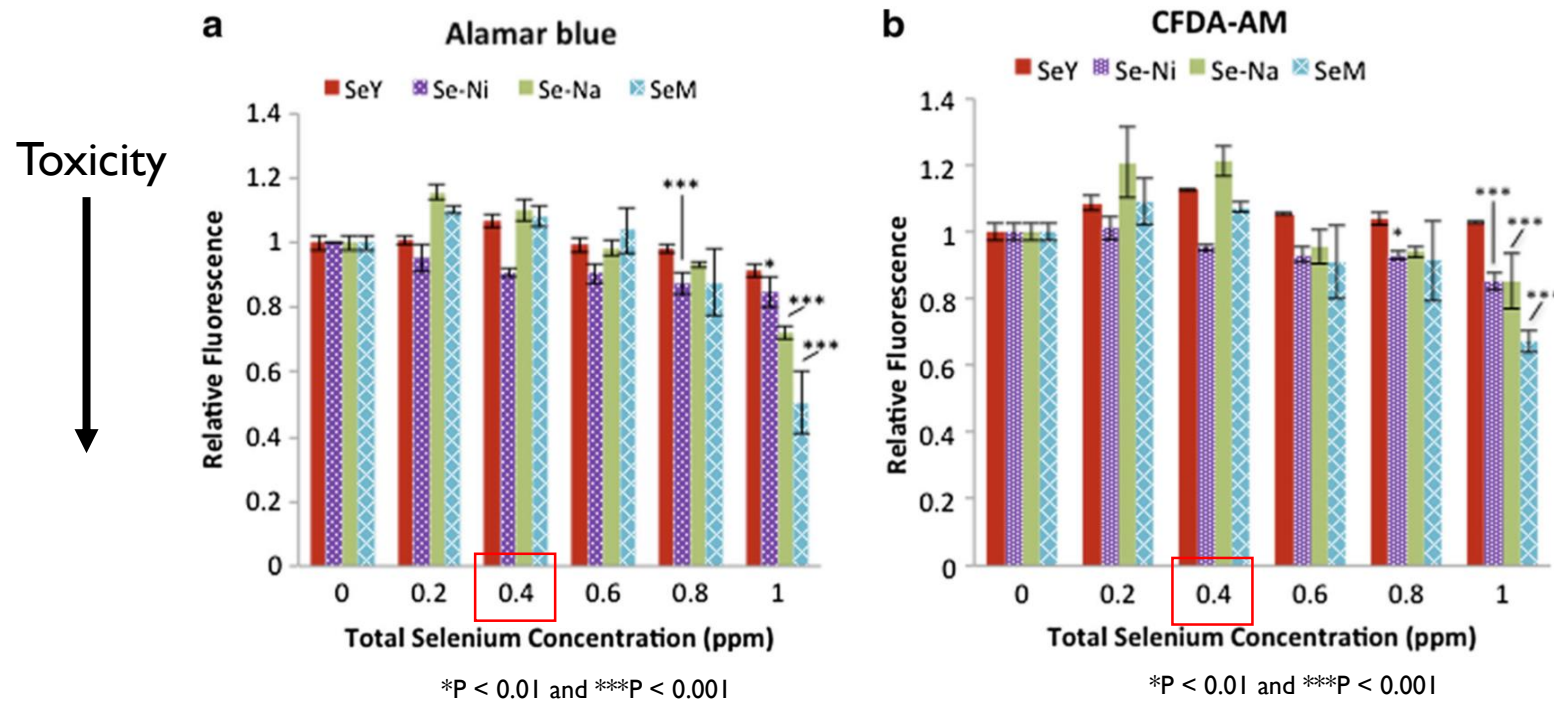 Toxicity
a
Alamar blue
SeY Se-Ni Se-Na SeM
Relative Fluorescence
1.4
1.2
1
0.8
0.6
0.4
0.2
0
***
*
***
***
0 0.2 0.4 0.6 0.8 1
Total Selenium Concentration (ppm)
*P < 0.01 and ***P < 0.001
b
CFDA-AM
SeY Se-Ni Se-Na SeM
Relative Fluorescence
1.4
1.2
1
0.8
0.6
0.4
0.2
0
*
***
***
***
0 0.2 0.4 0.6 0.8 1
Total Selenium Concentration (ppm)
*P < 0.01 and ***P < 0.001